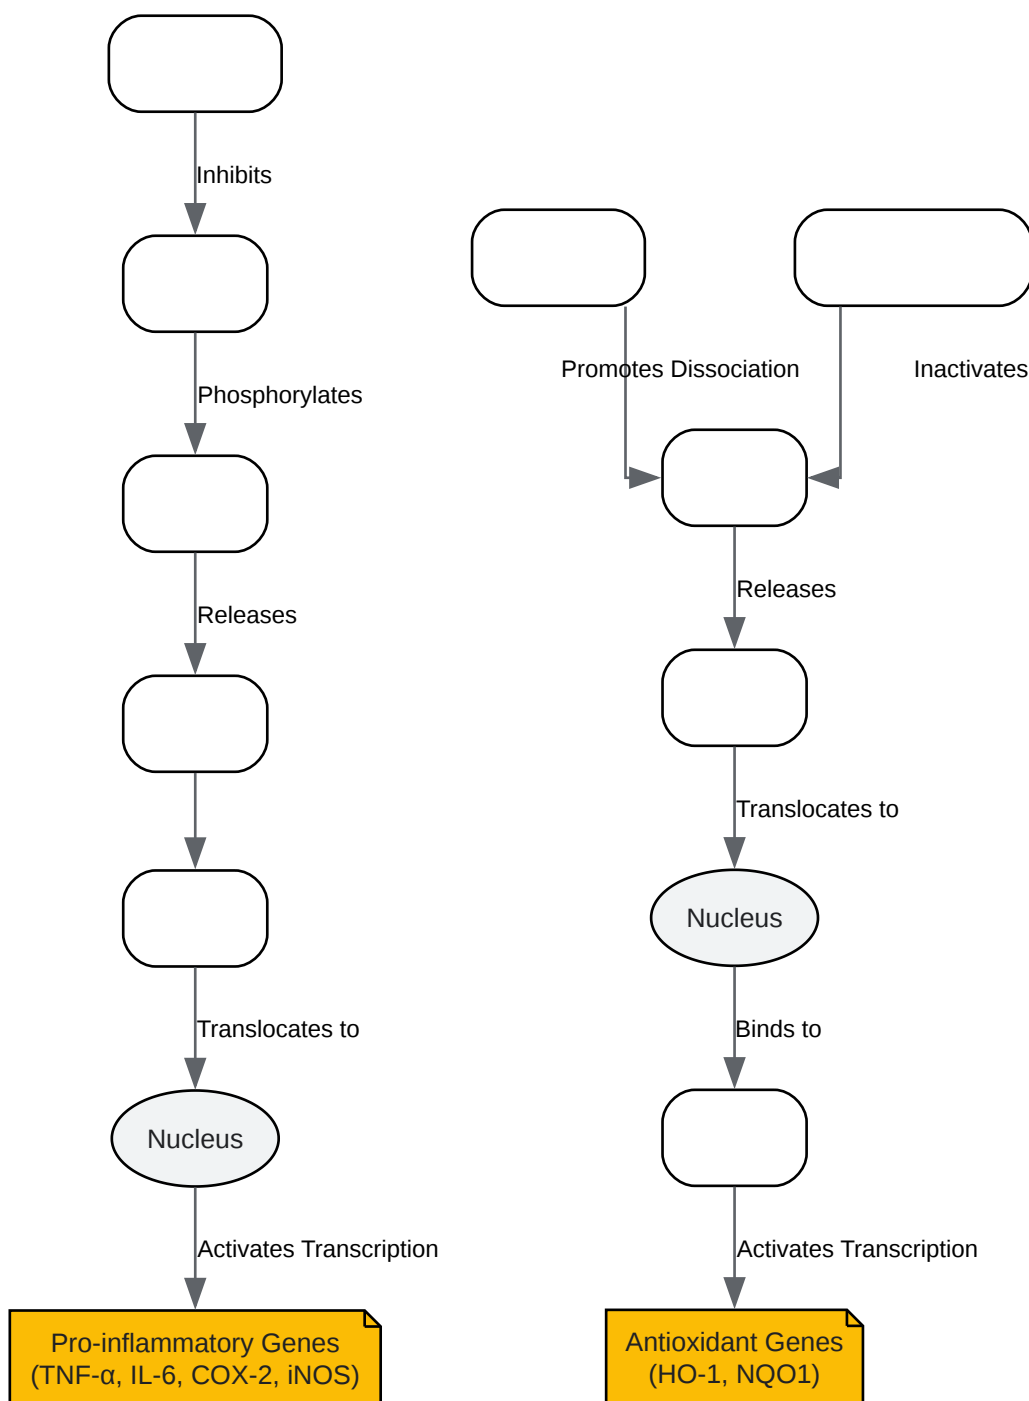 Inhibits
Phosphorylates
Releases
Translocates to
Nucleus
Activates Transcription
Pro-inflammatory Genes
(TNF-α, IL-6, COX-2, iNOS)
Promotes Dissociation
Inactivates
Releases
Translocates to
Nucleus
Binds to
Activates Transcription
Antioxidant Genes
(HO-1, NQO1)